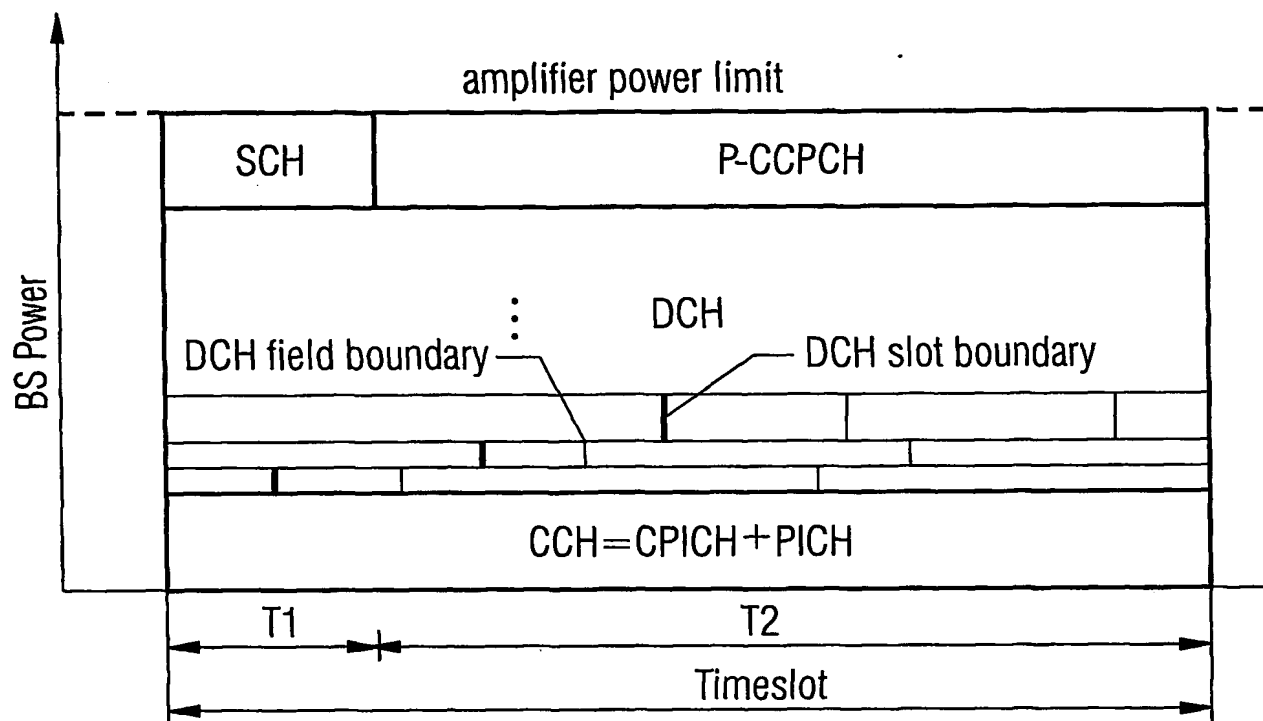 amplifier power limit
SCH
P-CCPCH
BS Power
DCH
DCH field boundary
DCH slot boundary
CCH=CPICH+PICH
T1
T2
Timeslot